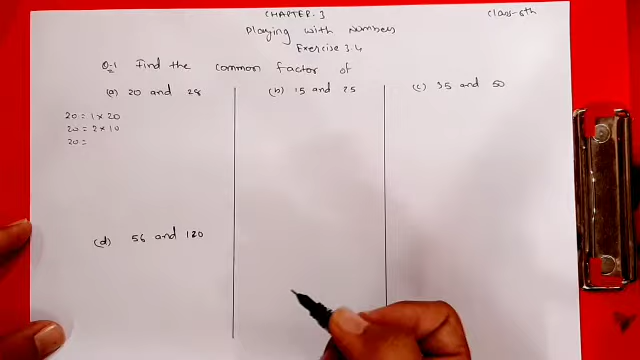 CHAPTER. 3
Class-6th
Playing with Numbers
Exercise 3.4
Q.1 Find the common factor of
(a) 20 and 28
(b) 15 and 25
(c) 35 and 50
20 = 1 × 20
20 = 2 × 10
20 =
(d) 56 and 120